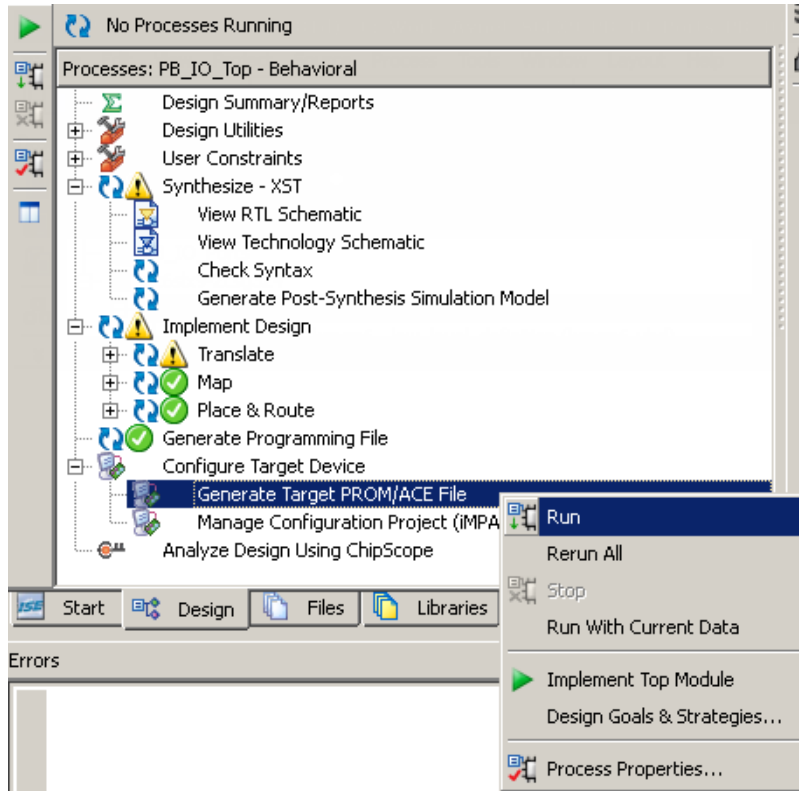 No Processes Running
Processes: PB_IO_Top - Behavioral
Design Summary/Reports
Design Utilities
User Constraints
Synthesize - XST
View RTL Schematic
View Technology Schematic
Check Syntax
Generate Post-Synthesis Simulation Model
Implement Design
Translate
Map
Place & Route
Generate Programming File
Configure Target Device
Generate Target PROM/ACE File
Manage Configuration Project (iMPA
Analyze Design Using ChipScope
Run
Rerun All
Stop
Run With Current Data
Implement Top Module
Design Goals & Strategies...
Process Properties...
ISE Start Design Files Libraries
Errors